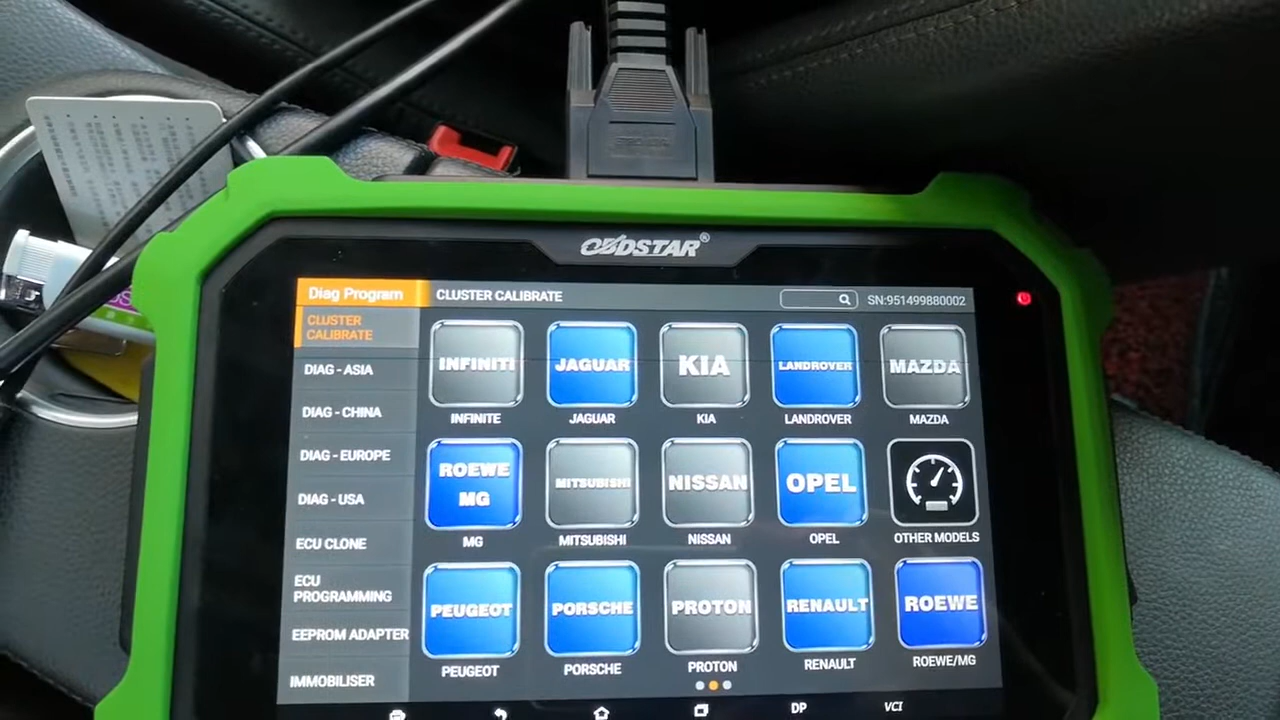 OBDSTAR®
Diag Program
CLUSTER CALIBRATE
SN:951499880002
CLUSTER
CALIBRATE
DIAG - ASIA
DIAG - CHINA
DIAG - EUROPE
DIAG - USA
ECU CLONE
ECU
PROGRAMMING
EEPROM ADAPTER
IMMOBILISER
INFINITI
JAGUAR
KIA
LANDROVER
MAZDA
INFINITE
JAGUAR
KIA
LANDROVER
MAZDA
ROEWE
MG
MITSUBISHI
NISSAN
OPEL
MG
MITSUBISHI
NISSAN
OPEL
OTHER MODELS
PEUGEOT
PORSCHE
PROTON
RENAULT
ROEWE
PEUGEOT
PORSCHE
PROTON
RENAULT
ROEWE/MG
DP
VCI